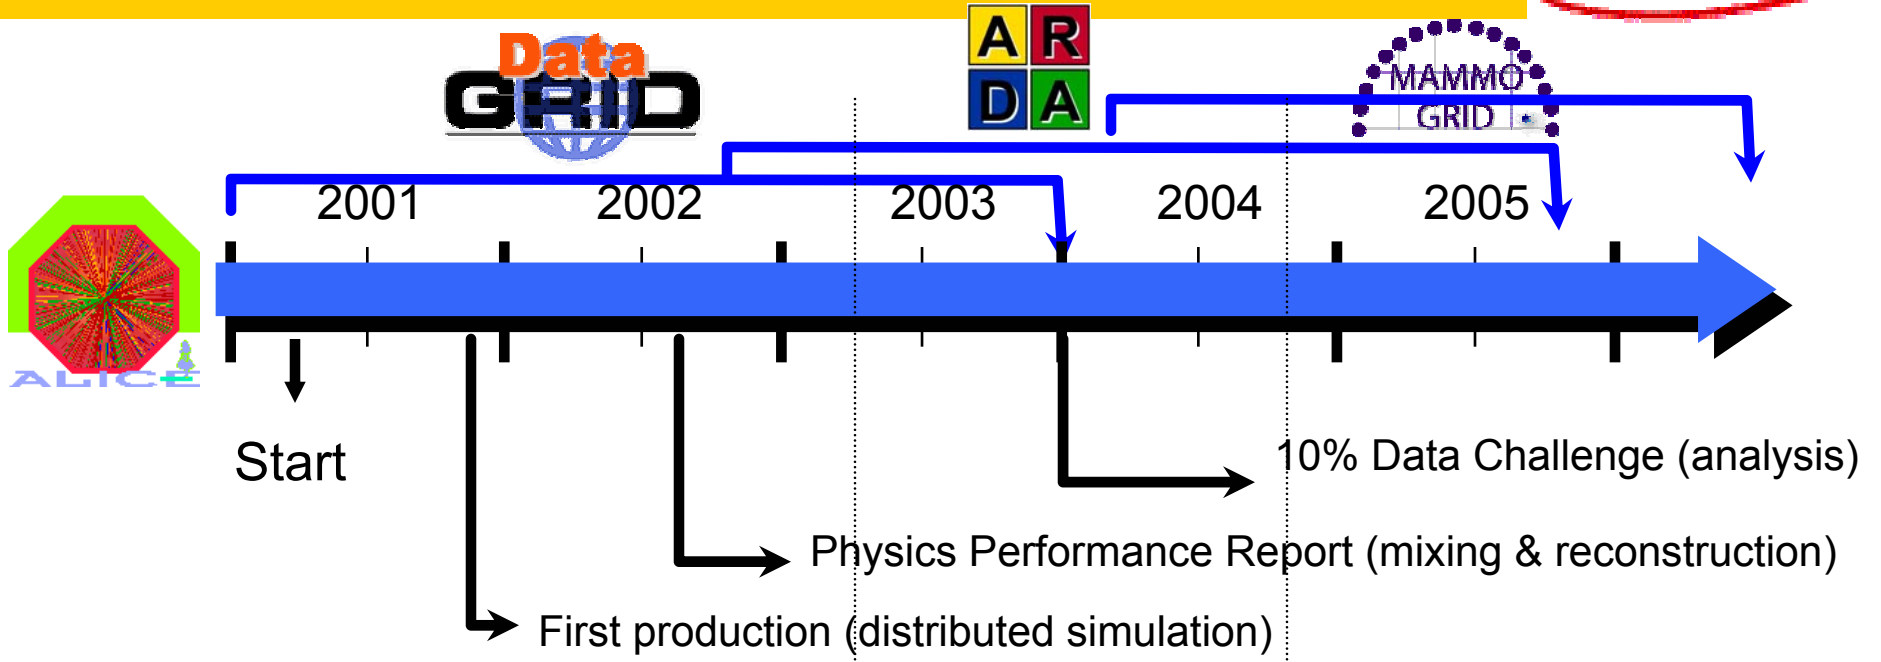 Data
GRID
A R
D A
MAMMO
GRID
2001 2002 2003 2004 2005
ALICE
Start
10% Data Challenge (analysis)
Physics Performance Report (mixing & reconstruction)
First production (distributed simulation)